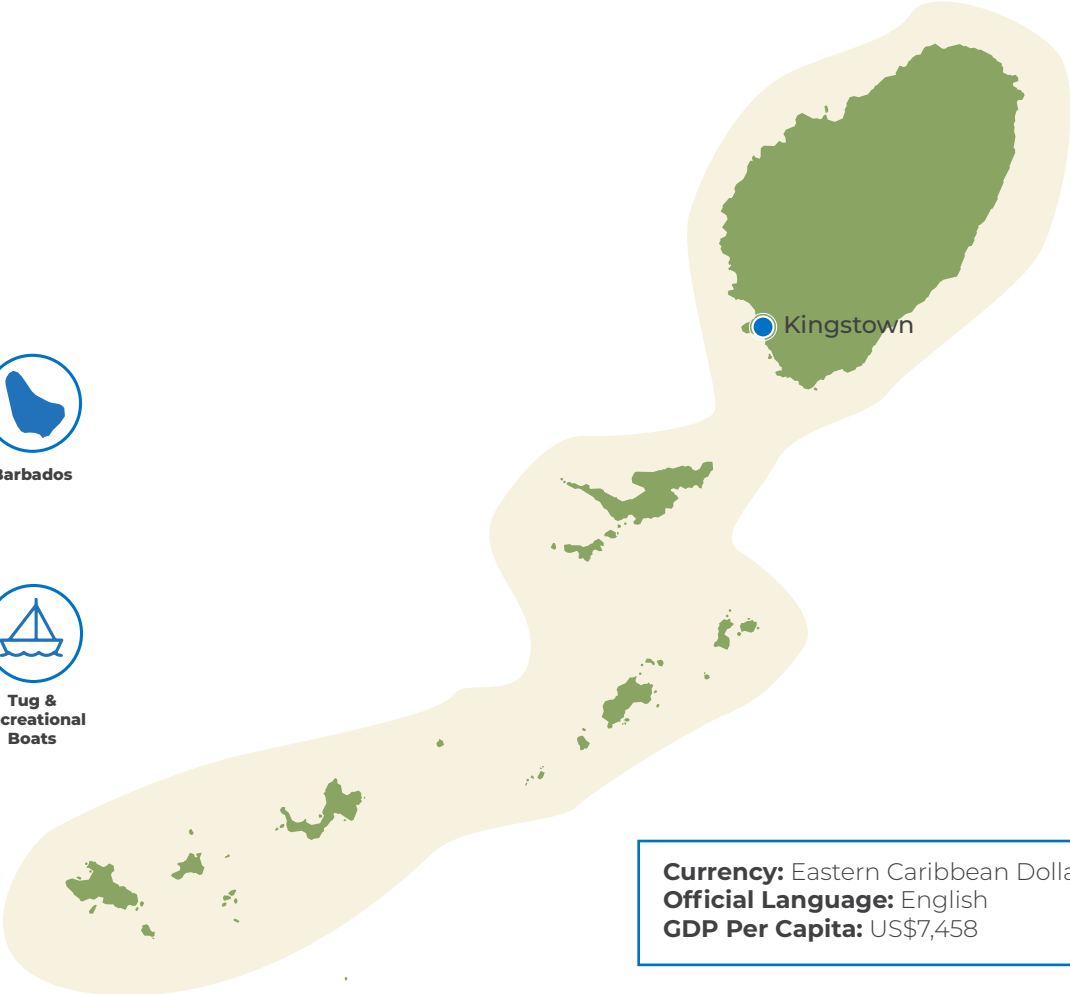 Kingstown
Barbados
Tug &
creational
Boats
Currency: Eastern Caribbean Dolla
Official Language: English
GDP Per Capita: US$7,458